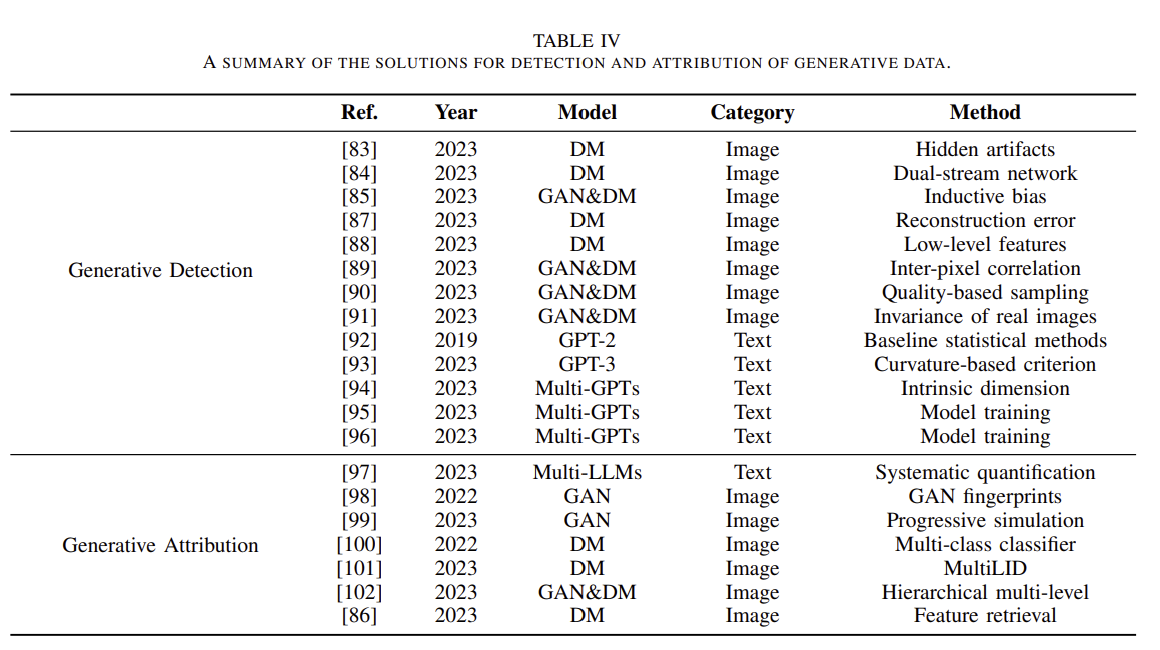 TABLE IV
A SUMMARY OF THE SOLUTIONS FOR DETECTION AND ATTRIBUTION OF GENERATIVE DATA.
Ref. Year Model Category Method
[83] 2023 DM Image Hidden artifacts
[84] 2023 DM Image Dual-stream network
[85] 2023 GAN&DM Image Inductive bias
[87] 2023 DM Image Reconstruction error
[88] 2023 DM Image Low-level features
Generative Detection [89] 2023 GAN&DM Image Inter-pixel correlation
[90] 2023 GAN&DM Image Quality-based sampling
[91] 2023 GAN&DM Image Invariance of real images
[92] 2019 GPT-2 Text Baseline statistical methods
[93] 2023 GPT-3 Text Curvature-based criterion
[94] 2023 Multi-GPTs Text Intrinsic dimension
[95] 2023 Multi-GPTs Text Model training
[96] 2023 Multi-GPTs Text Model training
[97] 2023 Multi-LLMs Text Systematic quantification
[98] 2022 GAN Image GAN fingerprints
[99] 2023 GAN Image Progressive simulation
Generative Attribution [100] 2022 DM Image Multi-class classifier
[101] 2023 DM Image MultiLID
[102] 2023 GAN&DM Image Hierarchical multi-level
[86] 2023 DM Image Feature retrieval